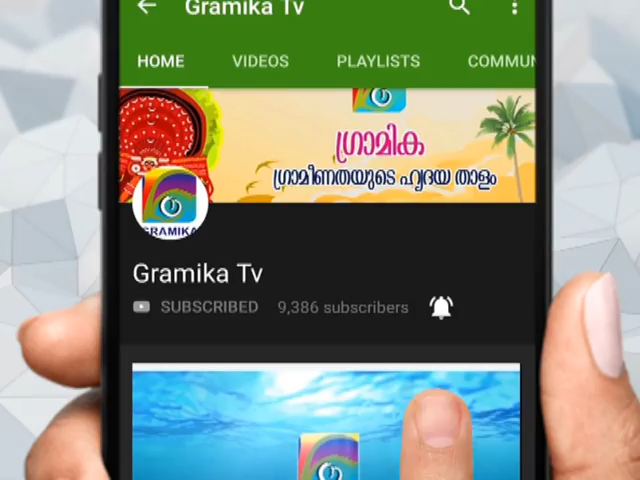 Gramika Tv
HOME VIDEOS PLAYLISTS COMMUN
ഗ്രാമിക
ഗ്രാമീണതയുടെ ഹൃദയ താളം
GRAMIKA
Gramika Tv
SUBSCRIBED 9,386 subscribers